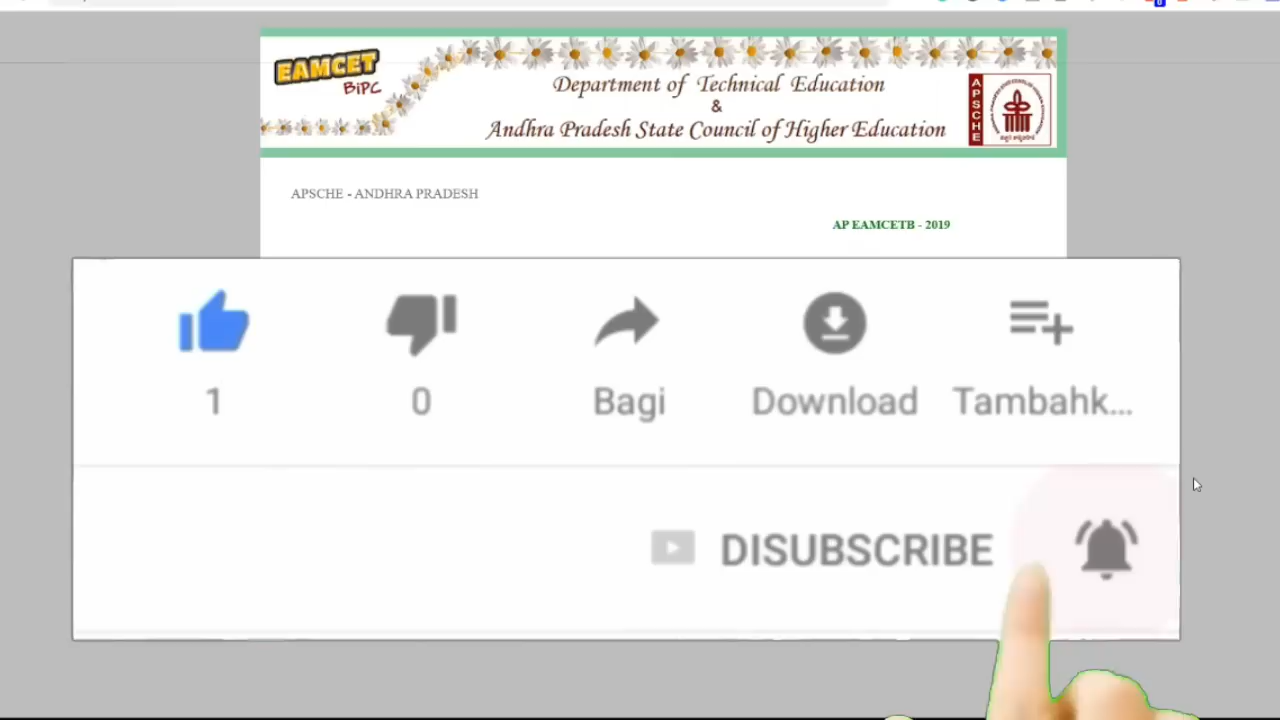 EAMCET
BiPC
Department of Technical Education
&
Andhra Pradesh State Council of Higher Education
APSCHE
APSCHE - ANDHRA PRADESH
AP EAMCETB - 2019
1
0
Bagi
Download
Tambahk...
DISUBSCRIBE